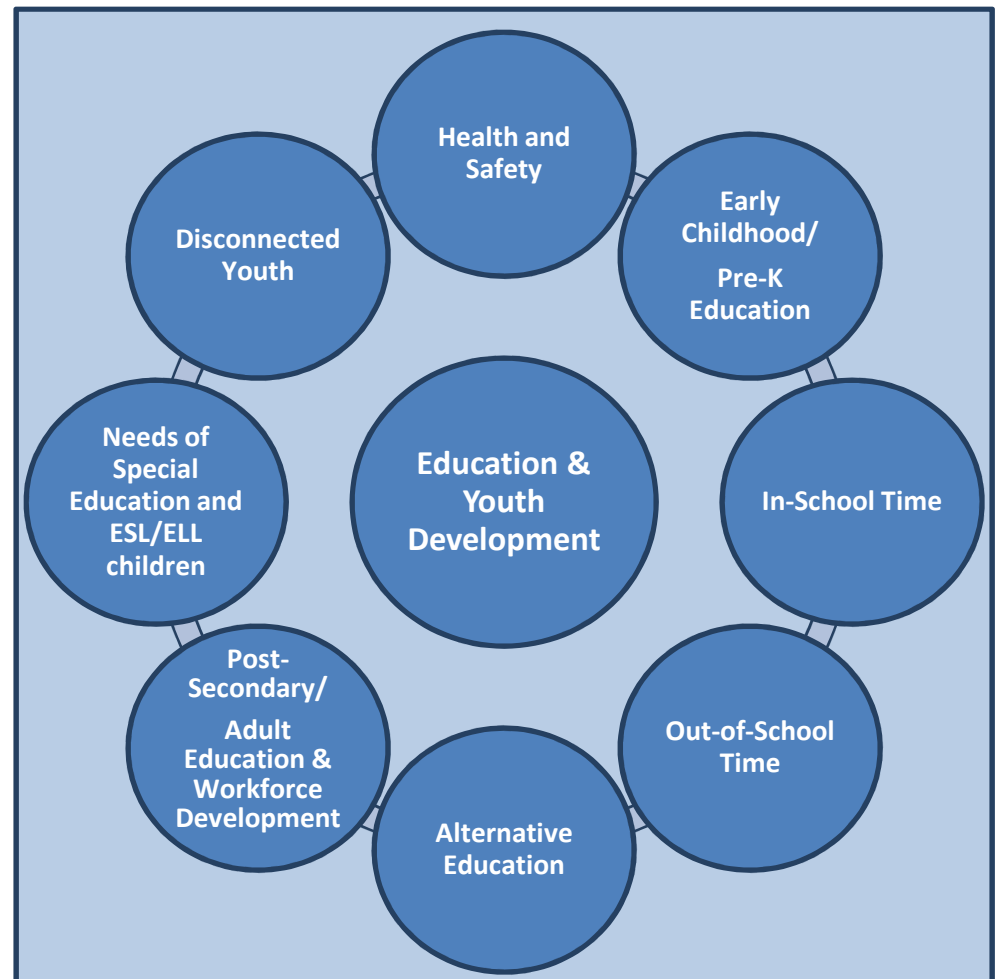 Health and
Safety
Early
Childhood/
Pre-K
Education
In-School Time
Out-of-School
Time
Alternative
Education
Post-
Secondary/
Adult
Education &
Workforce
Development
Needs of
Special
Education and
ESL/ELL
children
Disconnected
Youth
Education &
Youth
Development